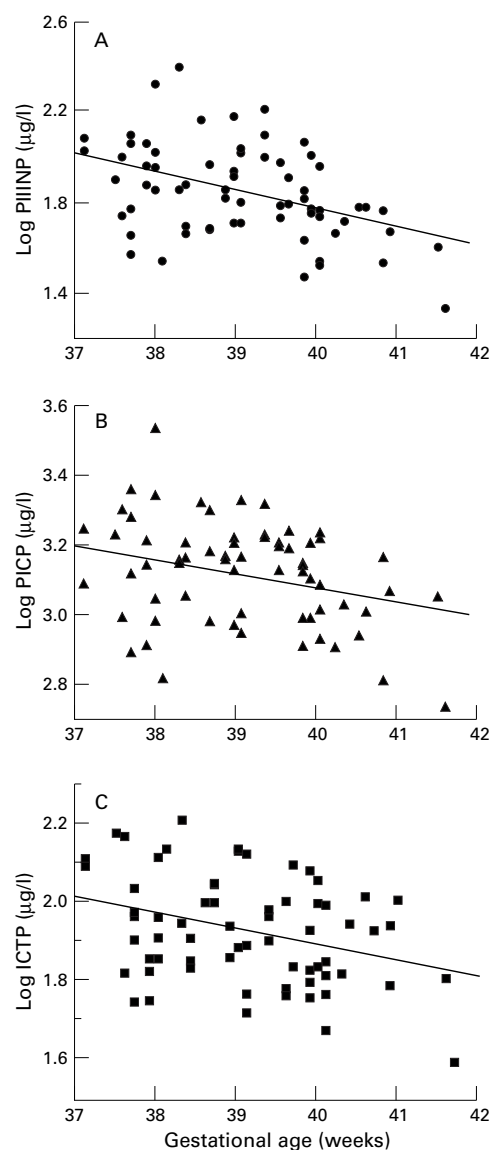 2.6
A
2.2
1.8
1.4
Log PIIINP (µg/l)
37 38 39 40 41 42
3.6
B
3.4
3.2
3.0
2.8
Log PICP (µg/l)
37 38 39 40 41 42
C
2.2
2.0
1.8
1.6
Log ICTP (µg/l)
37 38 39 40 41 42
Gestational age (weeks)